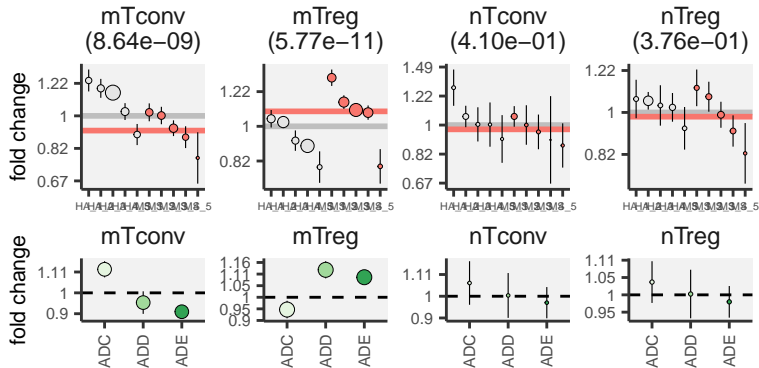 mTconv
(8.64e−09)
mTreg
(5.77e−11)
nTconv
(4.10e−01)
nTreg
(3.76e−01)
fold change
1.22
1
0.82
0.67
1.22
1
0.82
1.49
1.22
1
0.82
0.67
1.22
1
0.82
mTconv
mTreg
nTconv
nTreg
fold change
1.11
1
0.9
1.16
1.11
1.05
1
0.95
0.9
1.11
1
0.9
1.11
1.05
1
0.95
ADC
ADD
ADE
ADC
ADD
ADE
ADC
ADD
ADE
ADC
ADD
ADE